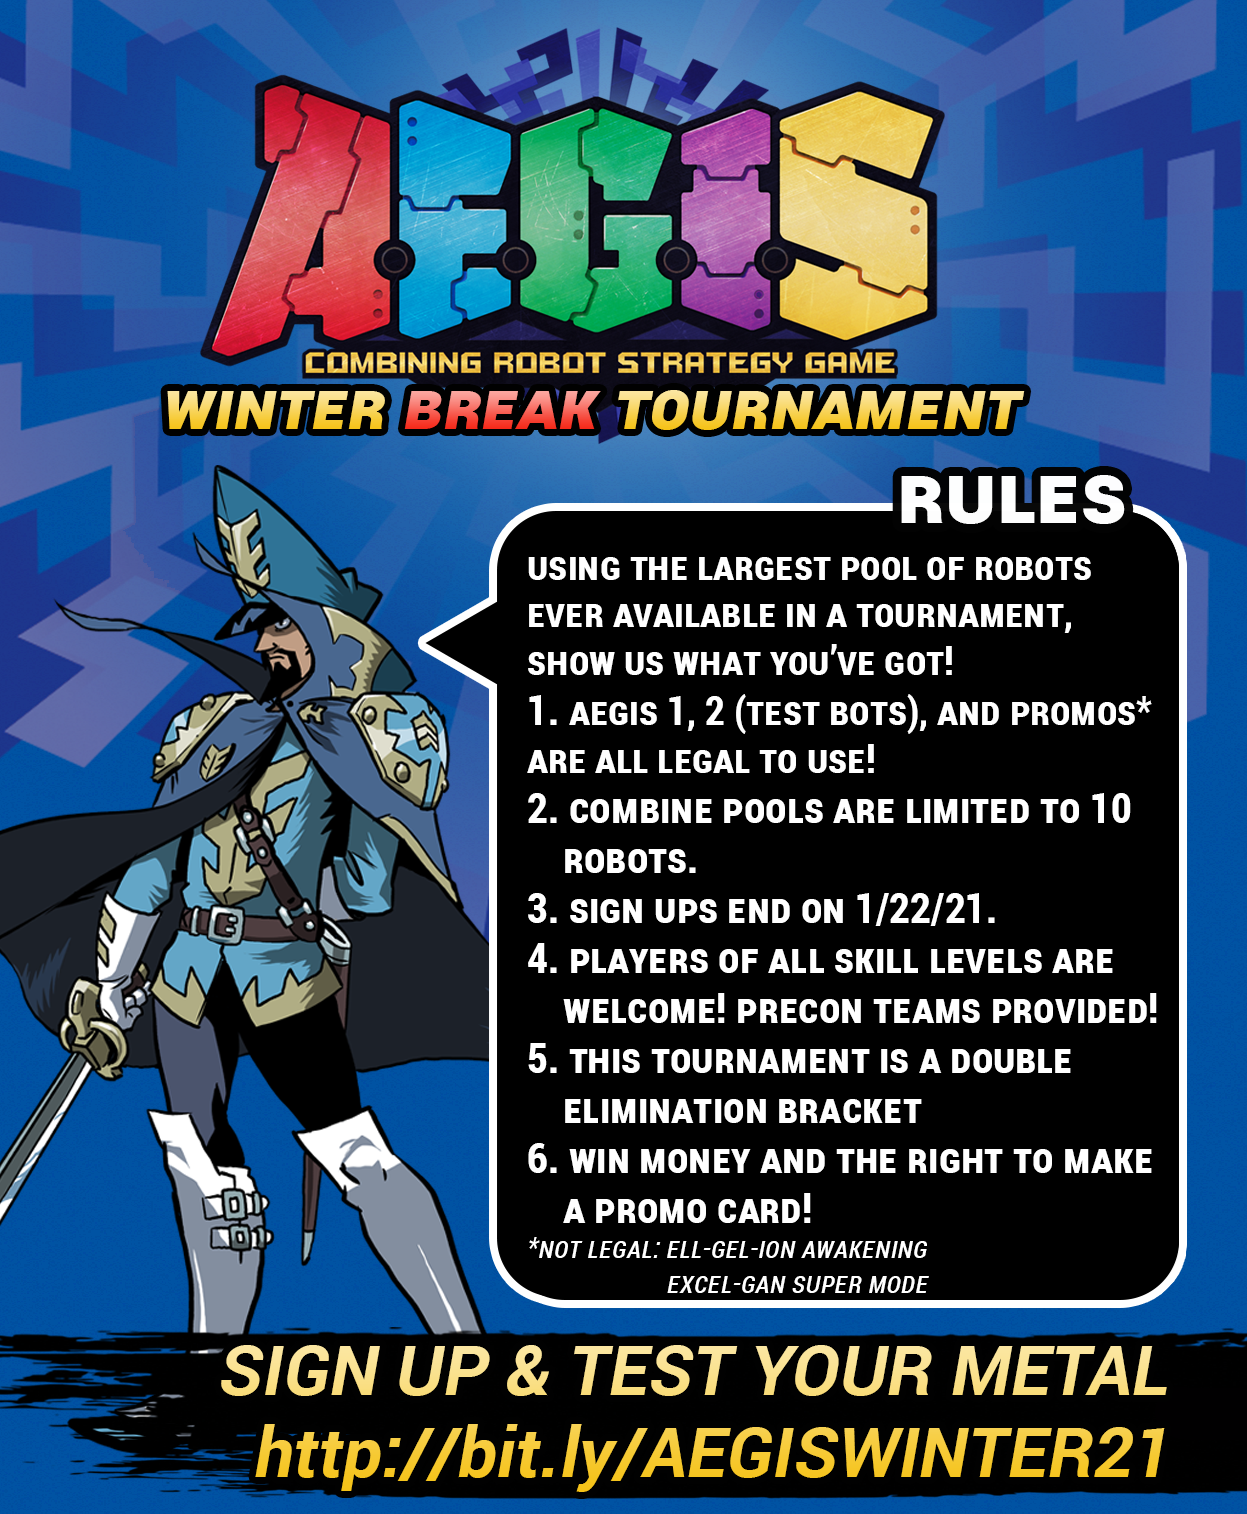 AEGIS
COMBINING ROBOT STRATEGY GAME
WINTER BREAK TOURNAMENT
RULES
USING THE LARGEST POOL OF ROBOTS
EVER AVAILABLE IN A TOURNAMENT,
SHOW US WHAT YOU'VE GOT!
1. AEGIS 1, 2 (TEST BOTS), AND PROMOS*
ARE ALL LEGAL TO USE!
2. COMBINE POOLS ARE LIMITED TO 10
ROBOTS.
3. SIGN UPS END ON 1/22/21.
4. PLAYERS OF ALL SKILL LEVELS ARE
WELCOME! PRECON TEAMS PROVIDED!
5. THIS TOURNAMENT IS A DOUBLE
ELIMINATION BRACKET
6. WIN MONEY AND THE RIGHT TO MAKE
A PROMO CARD!
*NOT LEGAL: ELL-GEL-ION AWAKENING
EXCEL-GAN SUPER MODE
SIGN UP & TEST YOUR METAL
http://bit.ly/AEGISWINTER21